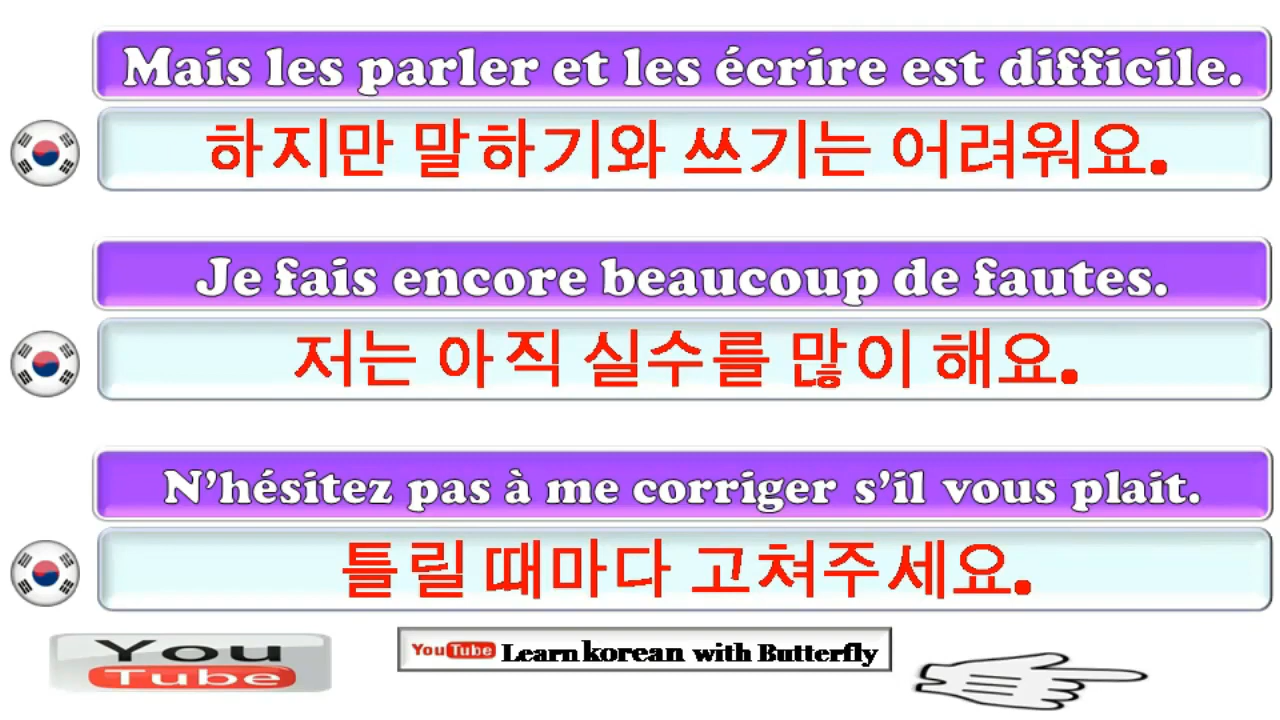 Mais les parler et les écrire est difficile.
하지만 말하기와 쓰기는 어려워요.
Je fais encore beaucoup de fautes.
저는 아직 실수를 많이 해요.
N’hésitez pas à me corriger s’il vous plait.
틀릴 때마다 고쳐주세요.
You
Tube
YouTube Learn korean with Butterfly